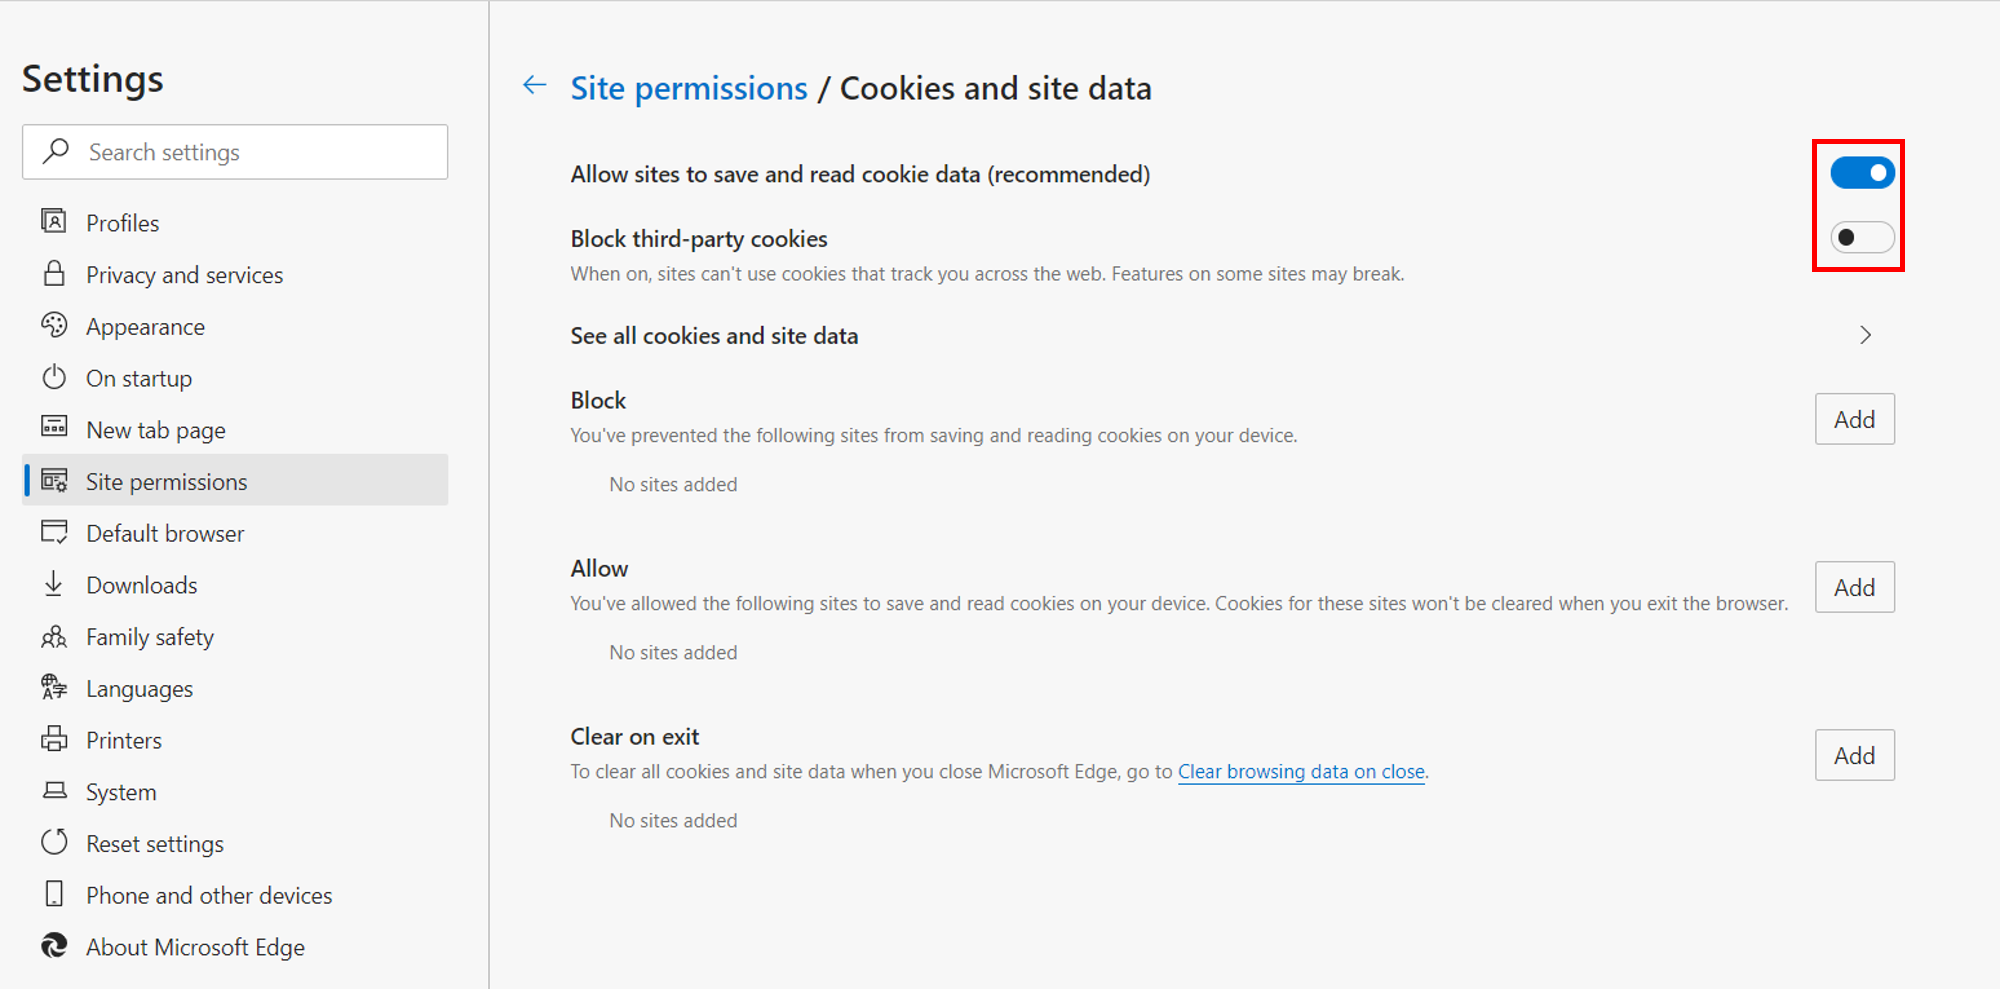 Settings
Search settings
Profiles
Privacy and services
Appearance
On startup
New tab page
Site permissions
Default browser
Downloads
Family safety
Languages
Printers
System
Reset settings
Phone and other devices
About Microsoft Edge
Site permissions / Cookies and site data
Allow sites to save and read cookie data (recommended)
Block third-party cookies
When on, sites can't use cookies that track you across the web. Features on some sites may break.
See all cookies and site data
Block
Add
You've prevented the following sites from saving and reading cookies on your device.
No sites added
Allow
Add
You've allowed the following sites to save and read cookies on your device. Cookies for these sites won't be cleared when you exit the browser.
No sites added
Clear on exit
Add
To clear all cookies and site data when you close Microsoft Edge, go to Clear browsing data on close.
No sites added